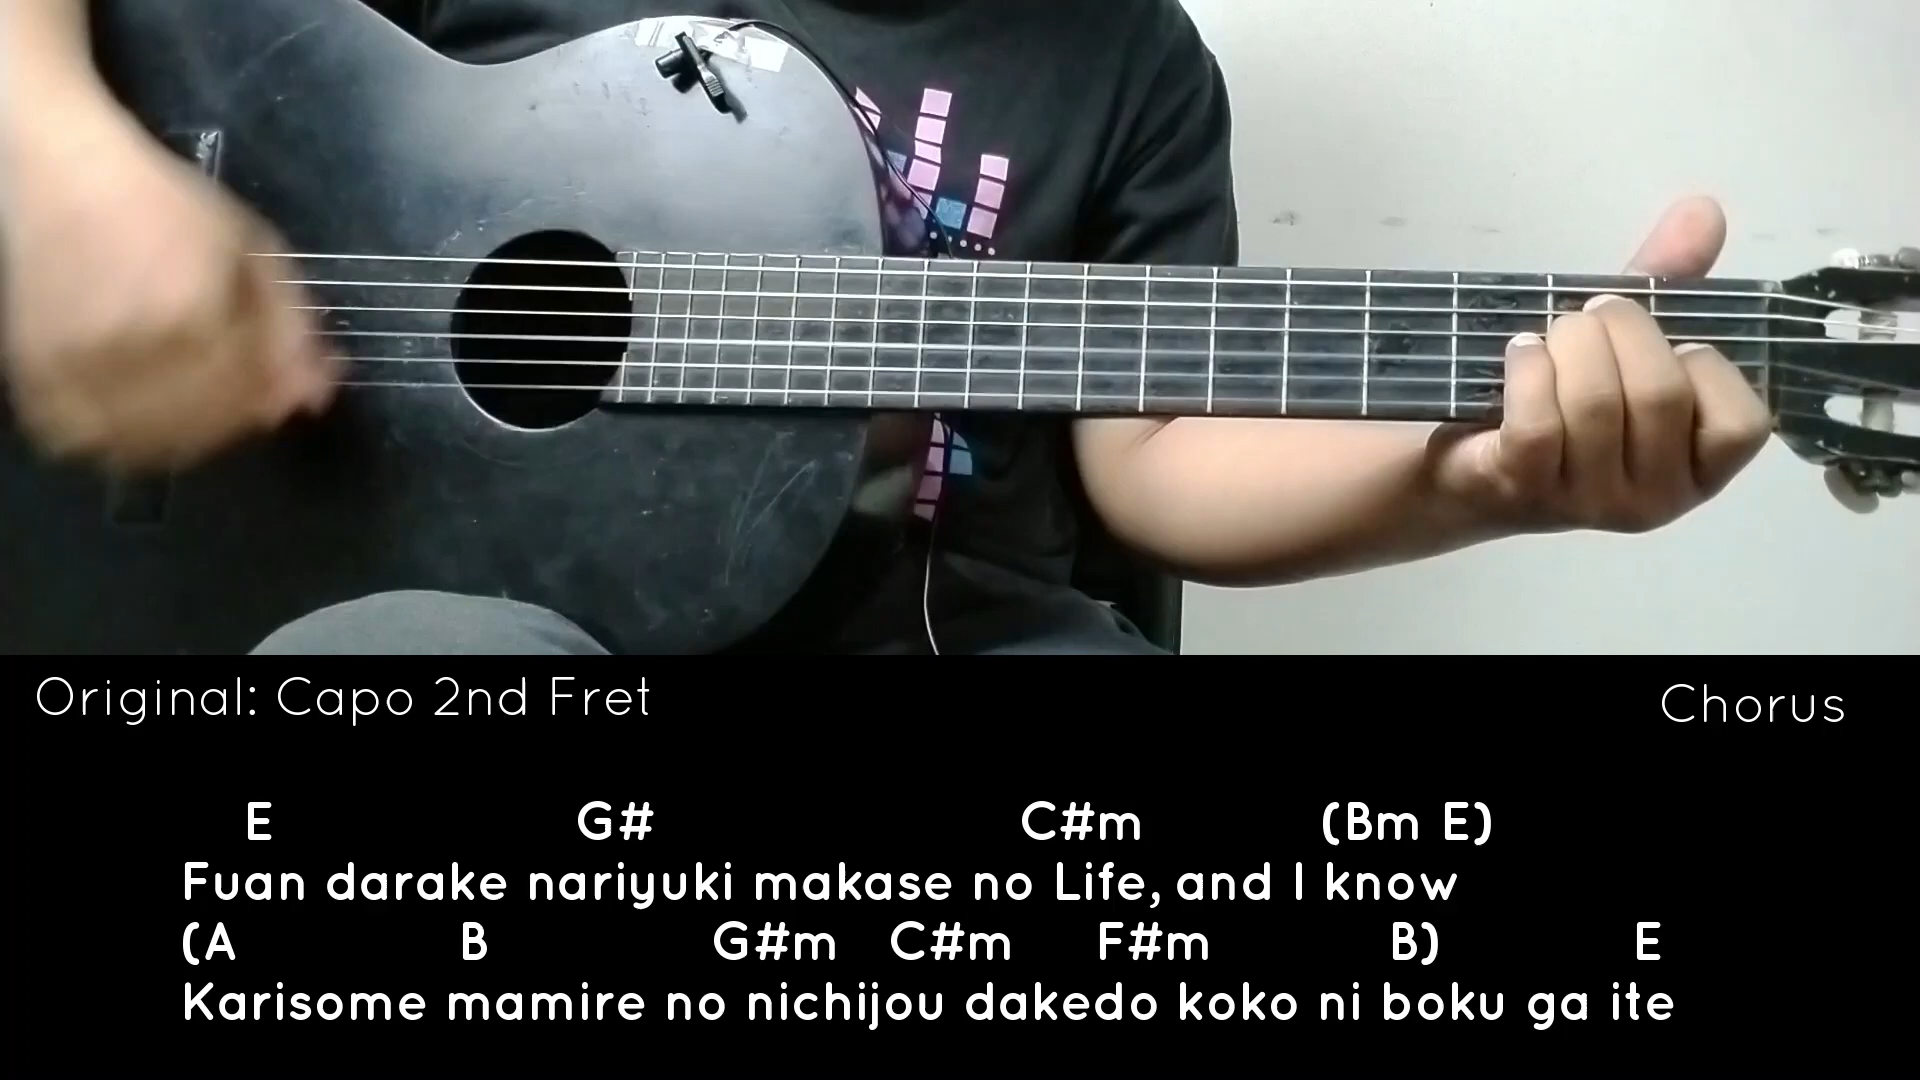 Original: Capo 2nd Fret
Chorus
E G# C#m (Bm E)
Fuan darake nariyuki makase no Life, and I know
(A B G#m C#m F#m B) E
Karisome mamire no nichijou dakedo koko ni boku ga ite